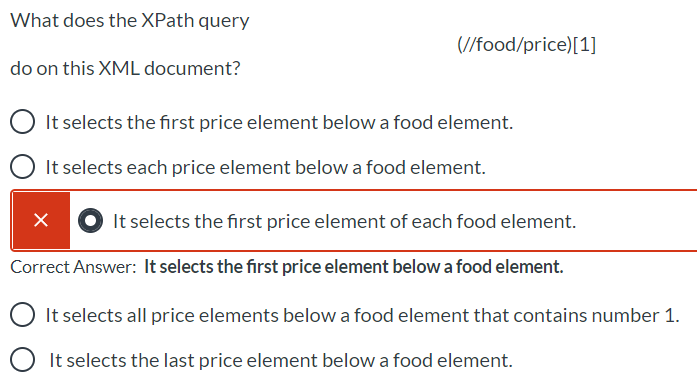 What does the XPath query
(//food/price)[1]
do on this XML document?
It selects the first price element below a food element.
It selects each price element below a food element.
It selects the first price element of each food element.
Correct Answer: It selects the first price element below a food element.
It selects all price elements below a food element that contains number 1.
It selects the last price element below a food element.